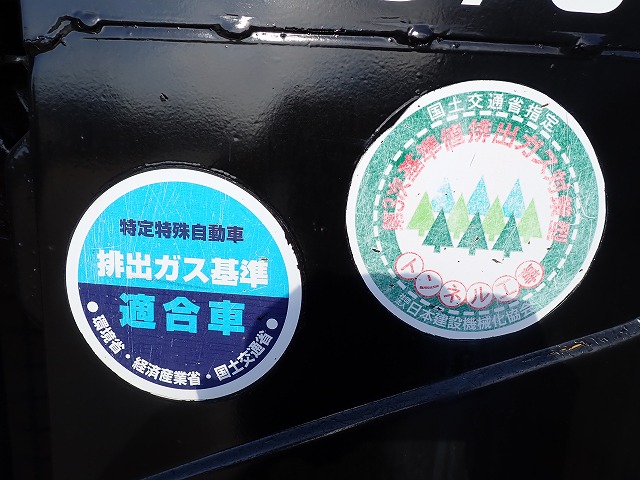 特定特殊自動車
排出ガス基準
適合車
・環境省・経済産業省・国土交通省・
国土交通省指定
第3次基準値排出ガス対策型
トンネル工事
日本建設機械化協会